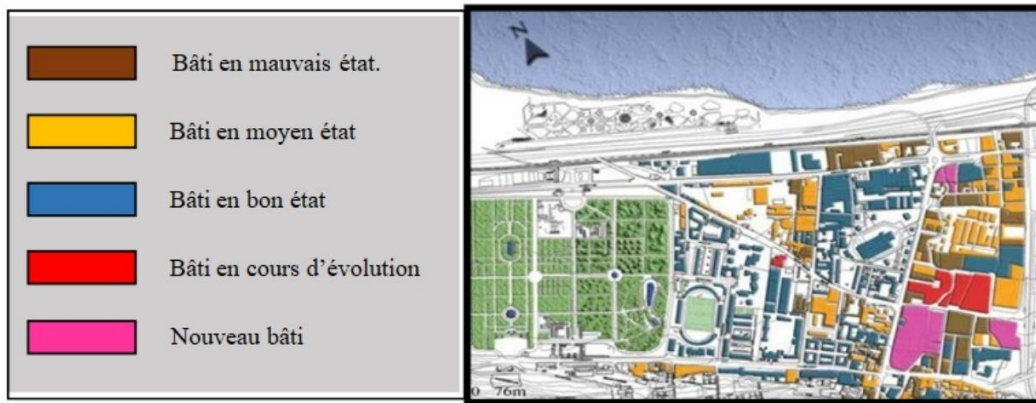 Bâti en mauvais état.
Bâti en moyen état
Bâti en bon état
Bâti en cours d’évolution
Nouveau bâti
N
0 76m